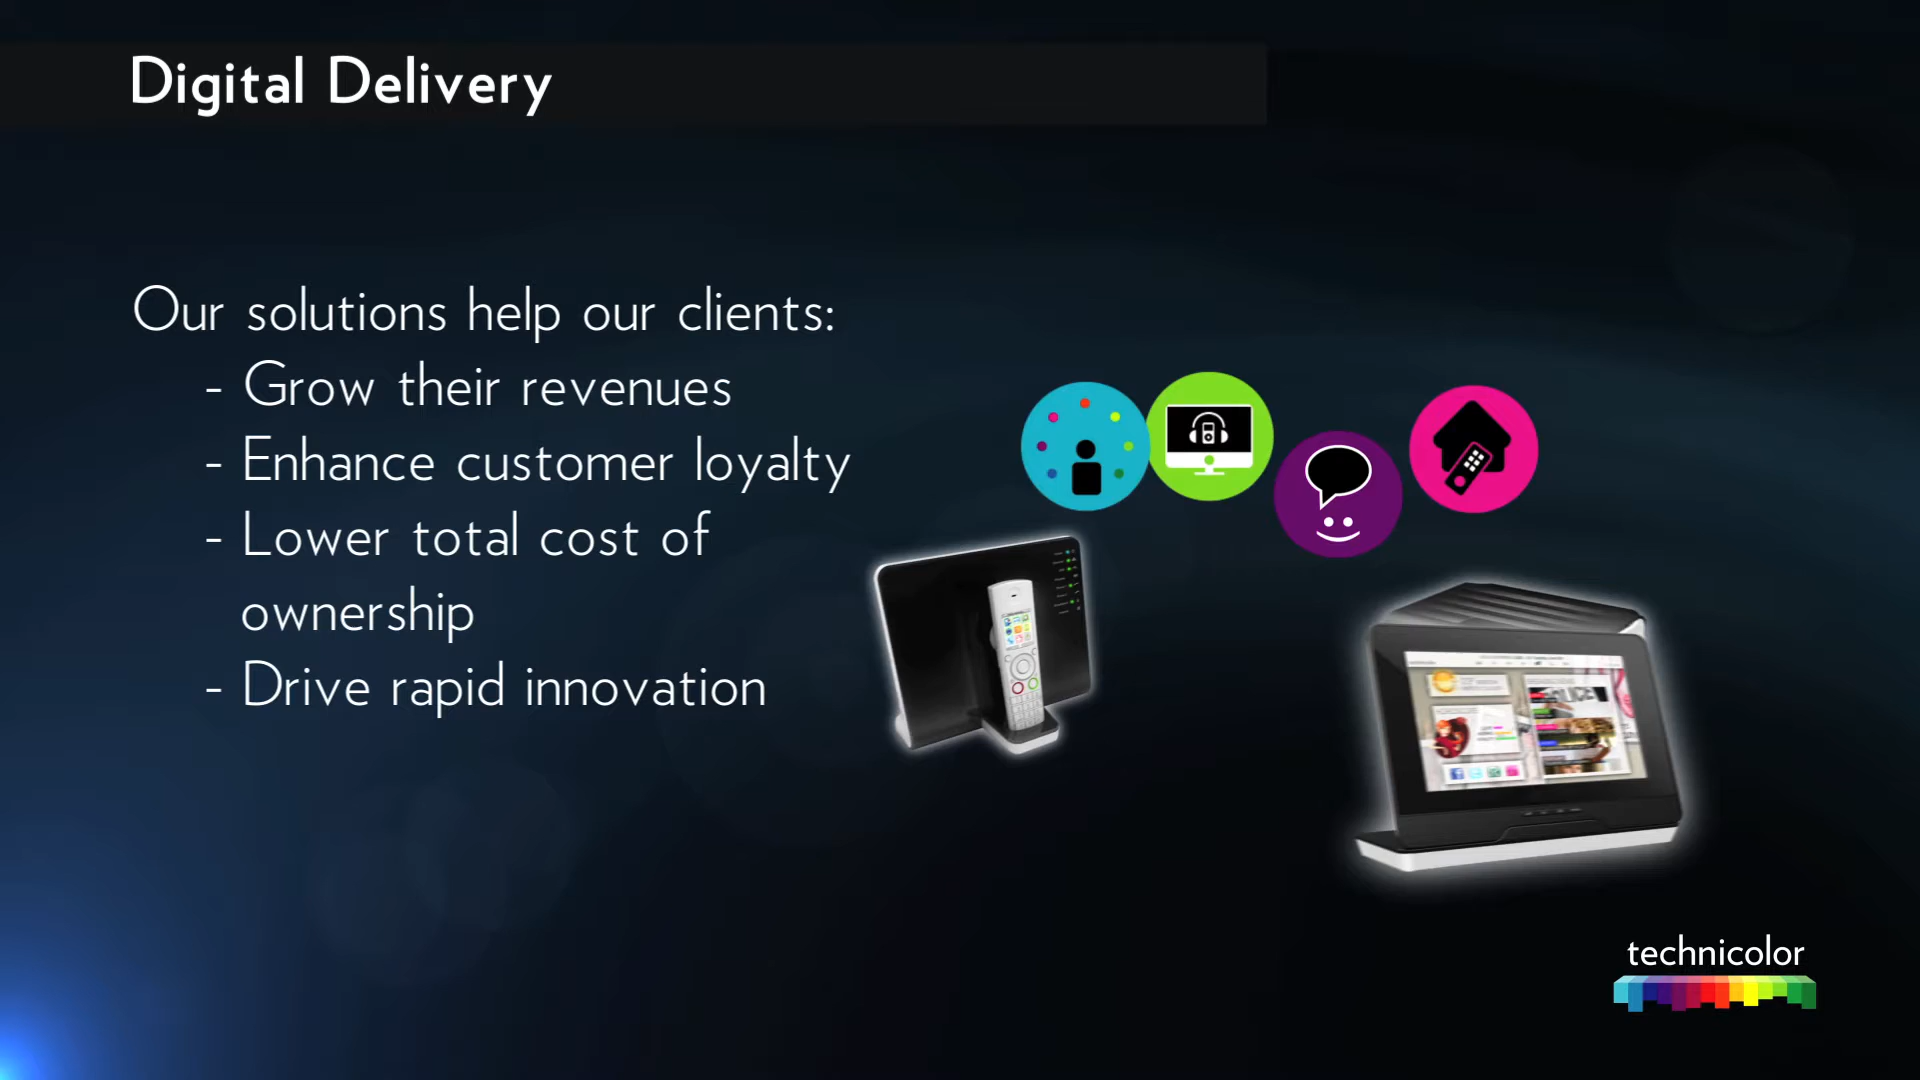 Digital Delivery
Our solutions help our clients:
- Grow their revenues
- Enhance customer loyalty
- Lower total cost of
ownership
- Drive rapid innovation
technicolor